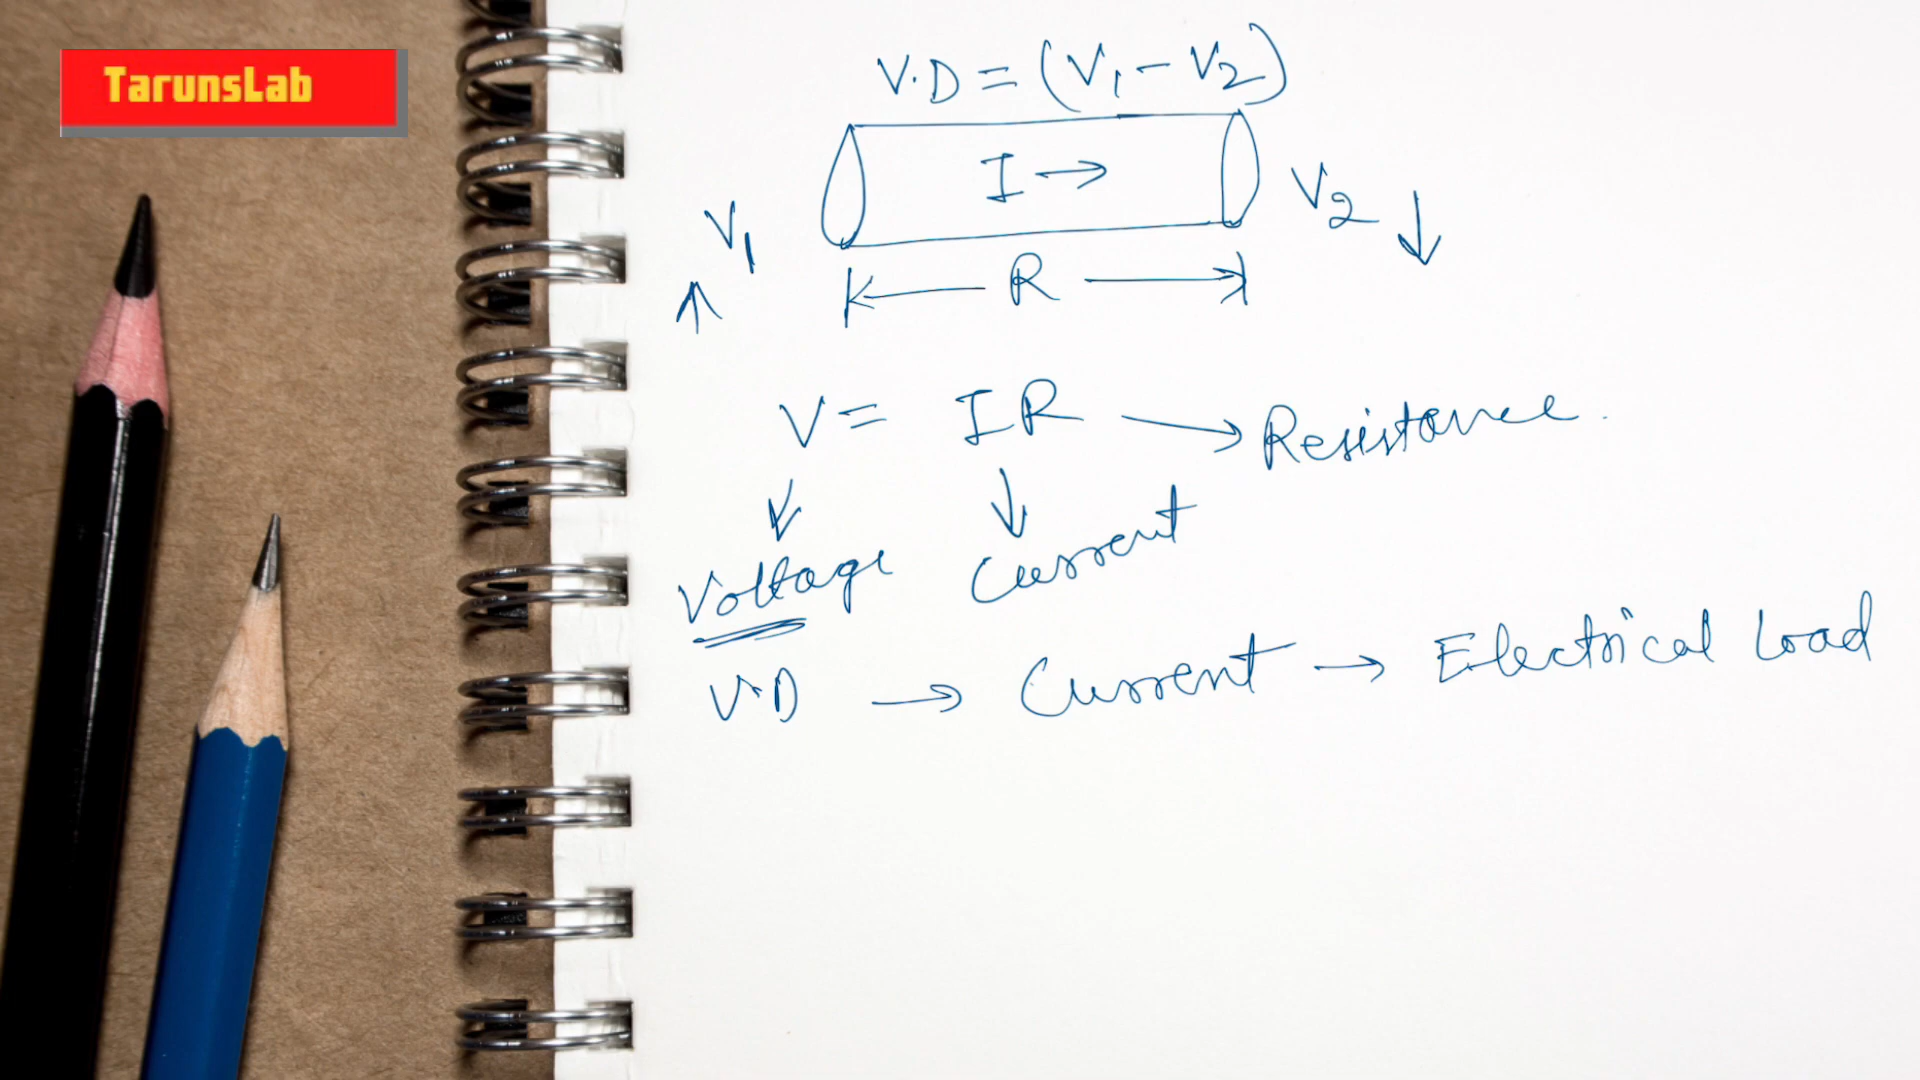 TarunsLab
V.D = (V1 - V2)
I →
V1
V2 ↓
↑
R
V = IR → Resistance.
↓ ↓
Voltage Current
V.D → Current → Electrical Load